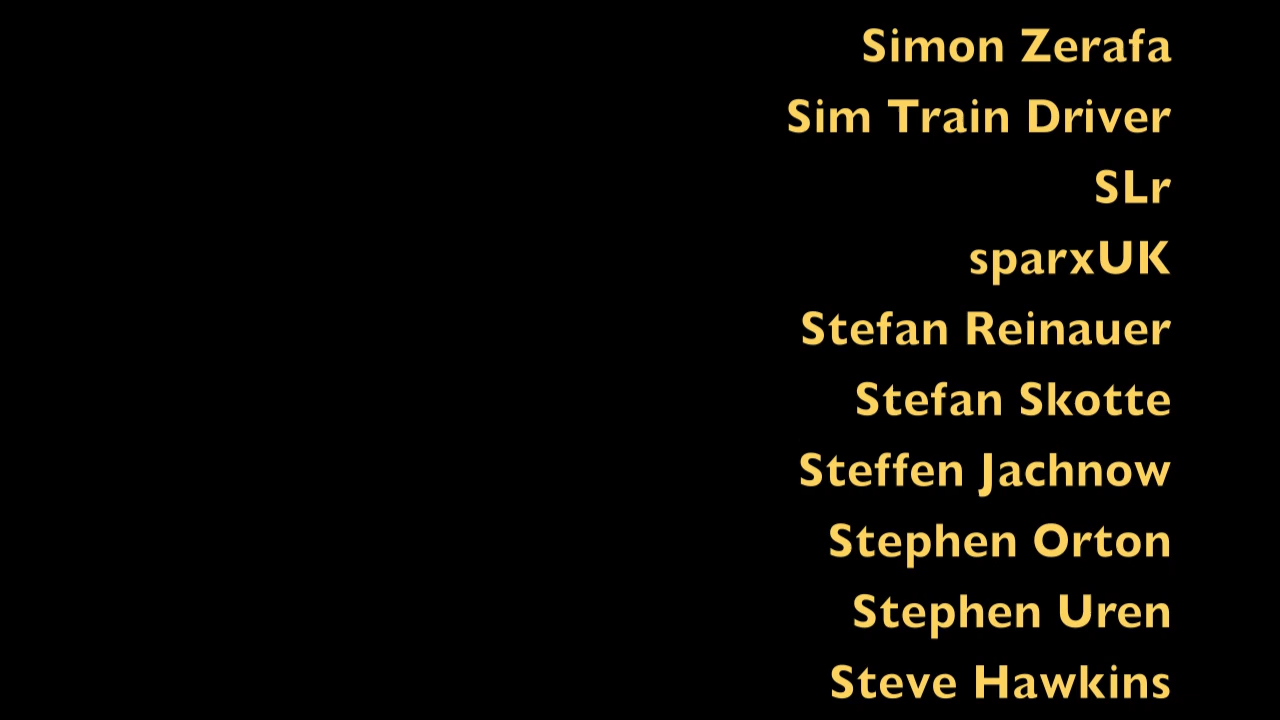 Simon Zerafa
Sim Train Driver
SLr
sparxUK
Stefan Reinauer
Stefan Skotte
Steffen Jachnow
Stephen Orton
Stephen Uren
Steve Hawkins